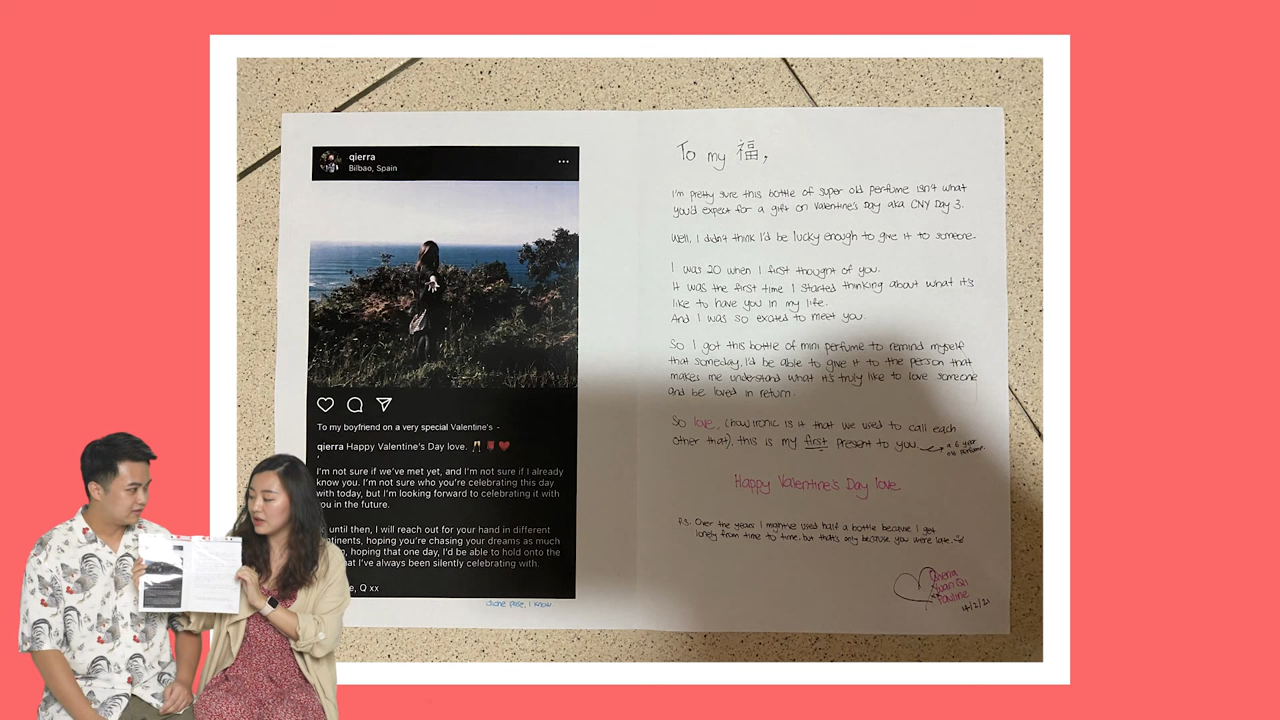 qierra
Bilbao, Spain
To my boyfriend on a very special Valentine's -
qierra Happy Valentine's Day love. 🥂💌❤️
,
I'm not sure if we've met yet, and I'm not sure if I already
know you. I'm not sure who you're celebrating this day
with today, but I'm looking forward to celebrating it with
you in the future.
until then, I will reach out for your hand in different
hoping you're chasing your dreams as much
hoping that one day, I'd be able to hold onto the
that I've always been silently celebrating with.
Q xx
cliché pose, I know.
To my 福,
I'm pretty sure this bottle of super old perfume isn't what
you'd expect for a gift on Valentine's Day aka CNY Day 3.
Well, I didn't think I'd be lucky enough to give it to someone.
I was 20 when I first thought of you.
It was the first time I started thinking about what it's
like to have you in my life.
And I was so excited to meet you.
So I got this bottle of mini perfume to remind myself
that someday, I'd be able to give it to the person that
makes me understand what it's truly like to love someone
and be loved in return.
So love, (how ironic is it that we used to call each
other that), this is my first present to you → a 6 year
old perfume.
Happy Valentine's Day love
P.S. Over the years I might've used half a bottle because I got
lonely from time to time, but that's only because you were late.
Qierra
Xuan Qi
Pauline
14/2/21